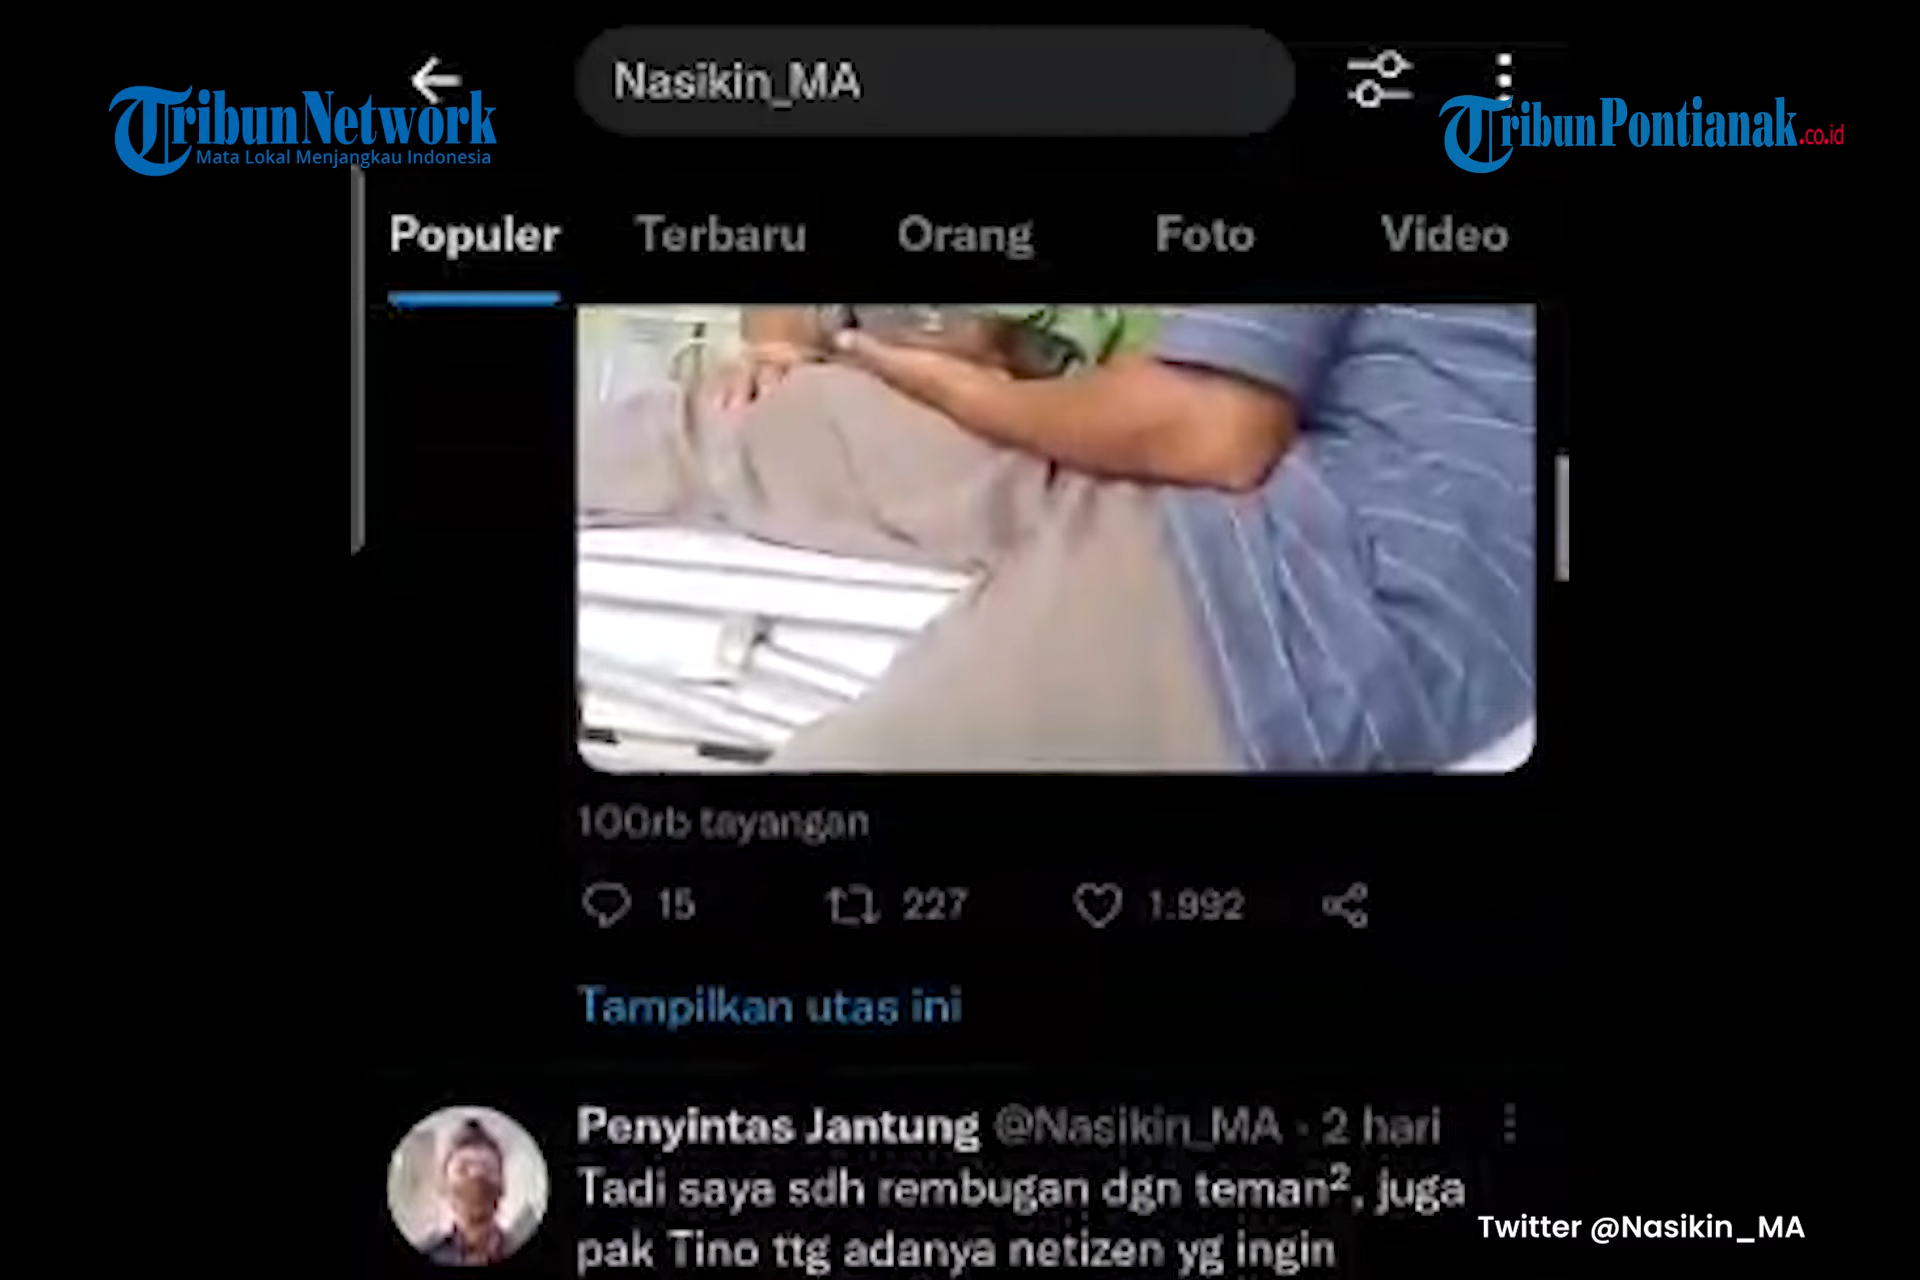 Nasikin_MA
TribunNetwork
Mata Lokal Menjangkau Indonesia
TribunPontianak.co.id
Populer Terbaru Orang Foto Video
100rb tayangan
15 227 1.992
Tampilkan utas ini
Penyintas Jantung @Nasikin_MA · 2 hari
Tadi saya sdh rembugan dgn teman², juga
pak Tino ttg adanya netizen yg ingin
Twitter @Nasikin_MA